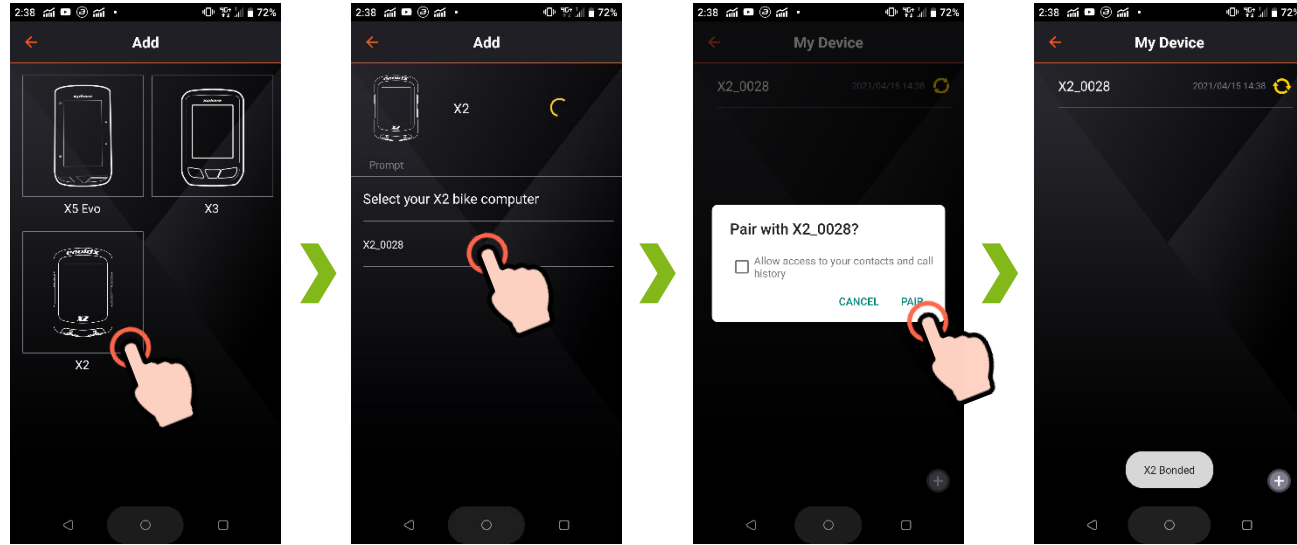 2:38
72%
Add
X5 Evo
X3
X2
2:38
72%
Add
X2
Prompt
Select your X2 bike computer
X2_0028
2:38
72%
My Device
X2_0028
2021/04/15 14:38
Pair with X2_0028?
Allow access to your contacts and call
history
CANCEL
PAIR
2:38
72%
My Device
X2_0028
2021/04/15 14:38
X2 Bonded